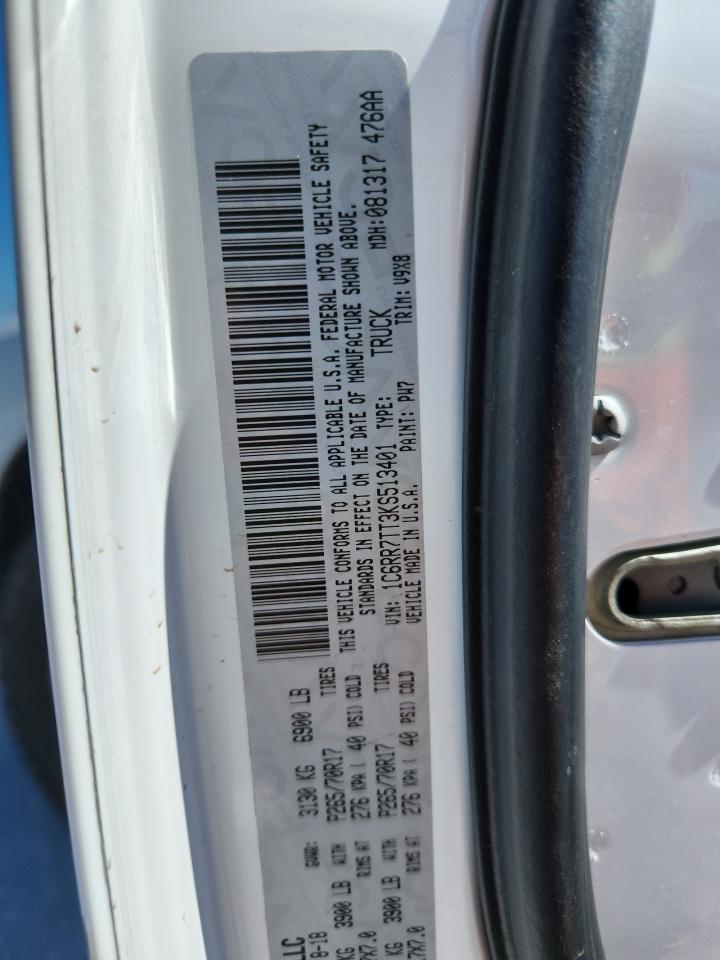 LLC
8-18 GVWR: 3130 KG 6900 LB
KG 3900 LB WITH P265/70R17 TIRES
7X7.0 RIMS AT 276 KPA ( 40 PSI) COLD
KG 3900 LB WITH P265/70R17 TIRES
7X7.0 RIMS AT 276 KPA ( 40 PSI) COLD
THIS VEHICLE CONFORMS TO ALL APPLICABLE U.S.A. FEDERAL MOTOR VEHICLE SAFETY
STANDARDS IN EFFECT ON THE DATE OF MANUFACTURE SHOWN ABOVE.
MDH:081317 476AA
VIN: 1C6RR7TT3KS513401 TYPE: TRUCK
VEHICLE MADE IN U.S.A. PAINT: PW7 TRIM: V9X8